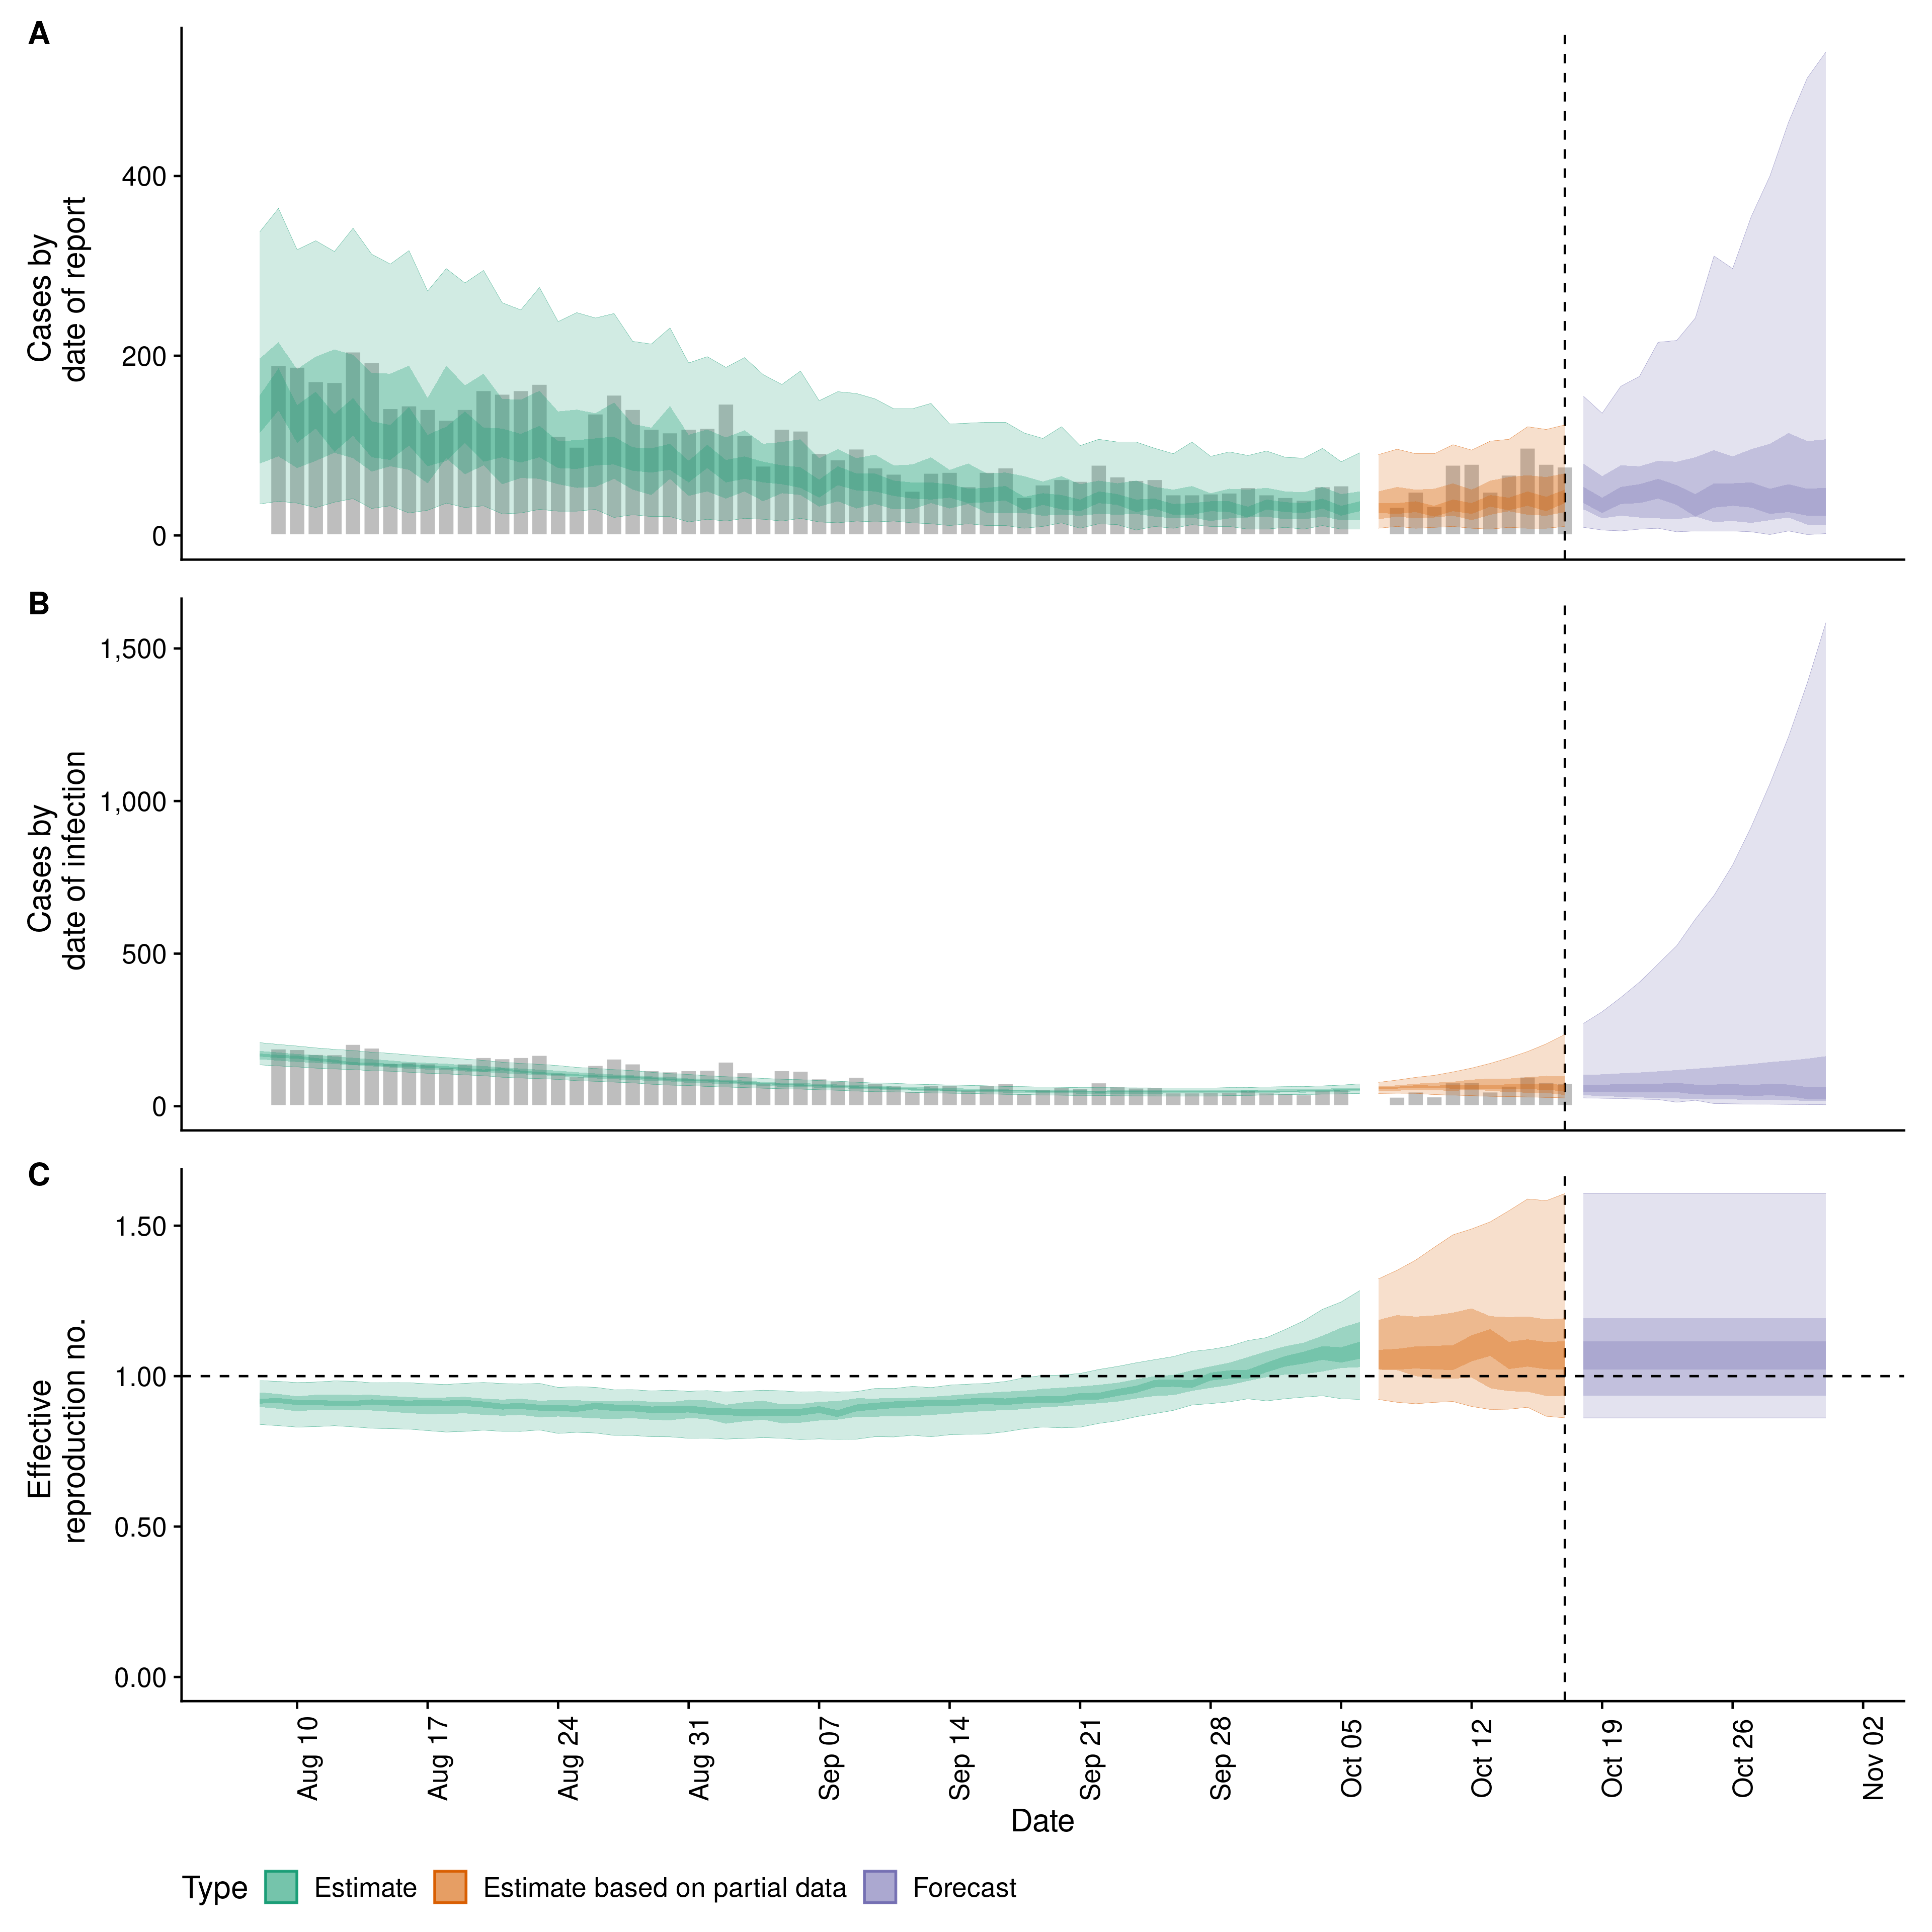 A
400
200
0
Cases by
date of report
B
1,500
1,000
500
0
Cases by
date of infection
C
1.50
1.00
0.50
0.00
Effective
reproduction no.
Aug 10
Aug 17
Aug 24
Aug 31
Sep 07
Sep 14
Sep 21
Sep 28
Oct 05
Oct 12
Oct 19
Oct 26
Nov 02
Date
Type Estimate Estimate based on partial data Forecast